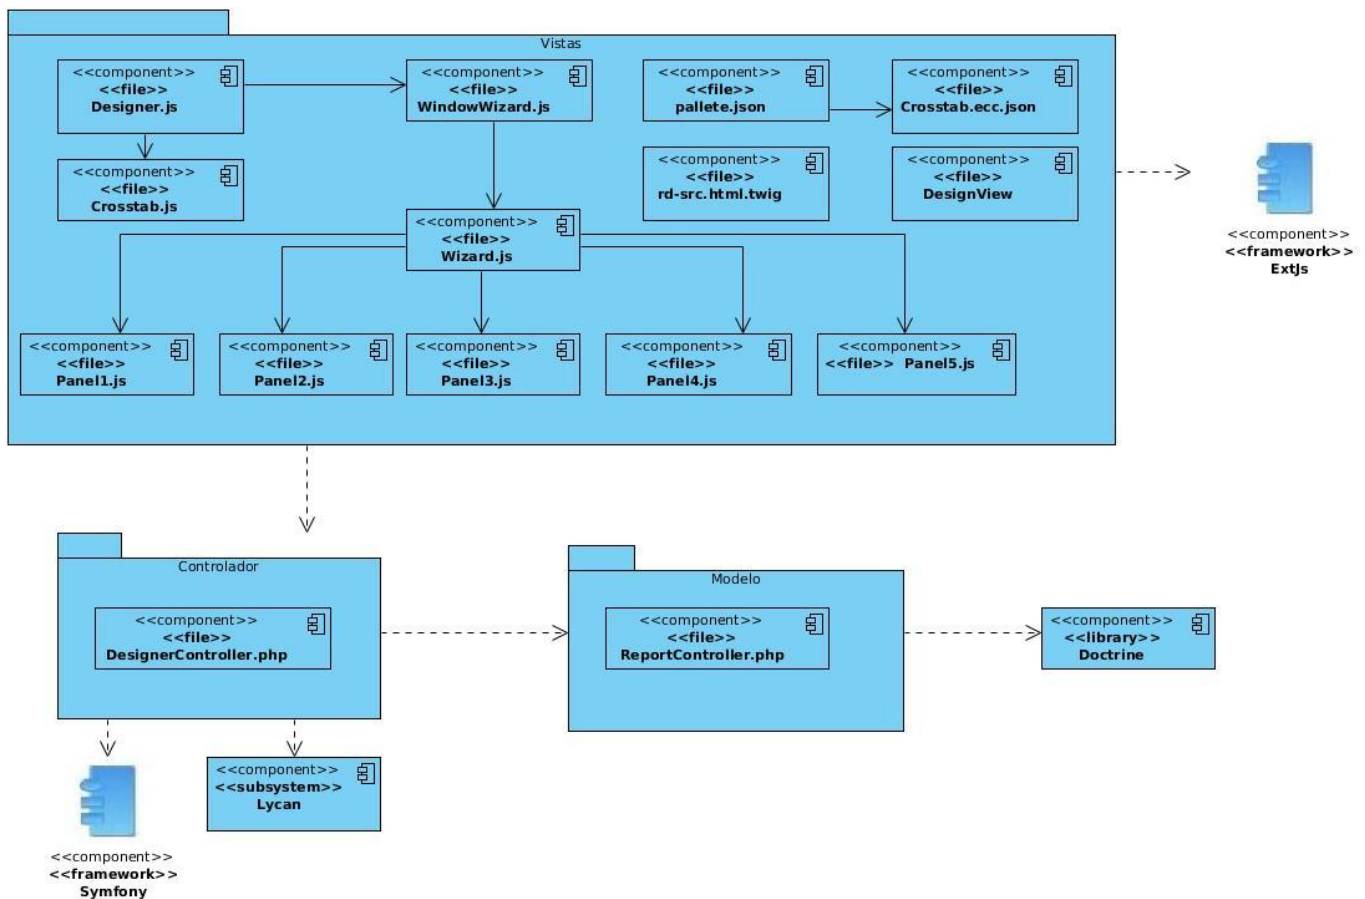 Vistas
<<component>>
<<file>>
Designer.js
<<component>>
<<file>>
WindowWizard.js
<<component>>
<<file>>
pallete.json
<<component>>
<<file>>
Crosstab.ecc.json
<<component>>
<<file>>
Crosstab.js
<<component>>
<<file>>
rd-src.html.twig
<<component>>
<<file>>
DesignView
<<component>>
<<file>>
Wizard.js
<<component>>
<<framework>>
ExtJs
<<component>>
<<file>>
Panel1.js
<<component>>
<<file>>
Panel2.js
<<component>>
<<file>>
Panel3.js
<<component>>
<<file>>
Panel4.js
<<component>>
<<file>> Panel5.js
Controlador
<<component>>
<<file>>
DesignerController.php
Modelo
<<component>>
<<file>>
ReportController.php
<<component>>
<<library>>
Doctrine
<<component>>
<<subsystem>>
Lycan
<<component>>
<<framework>>
Symfony